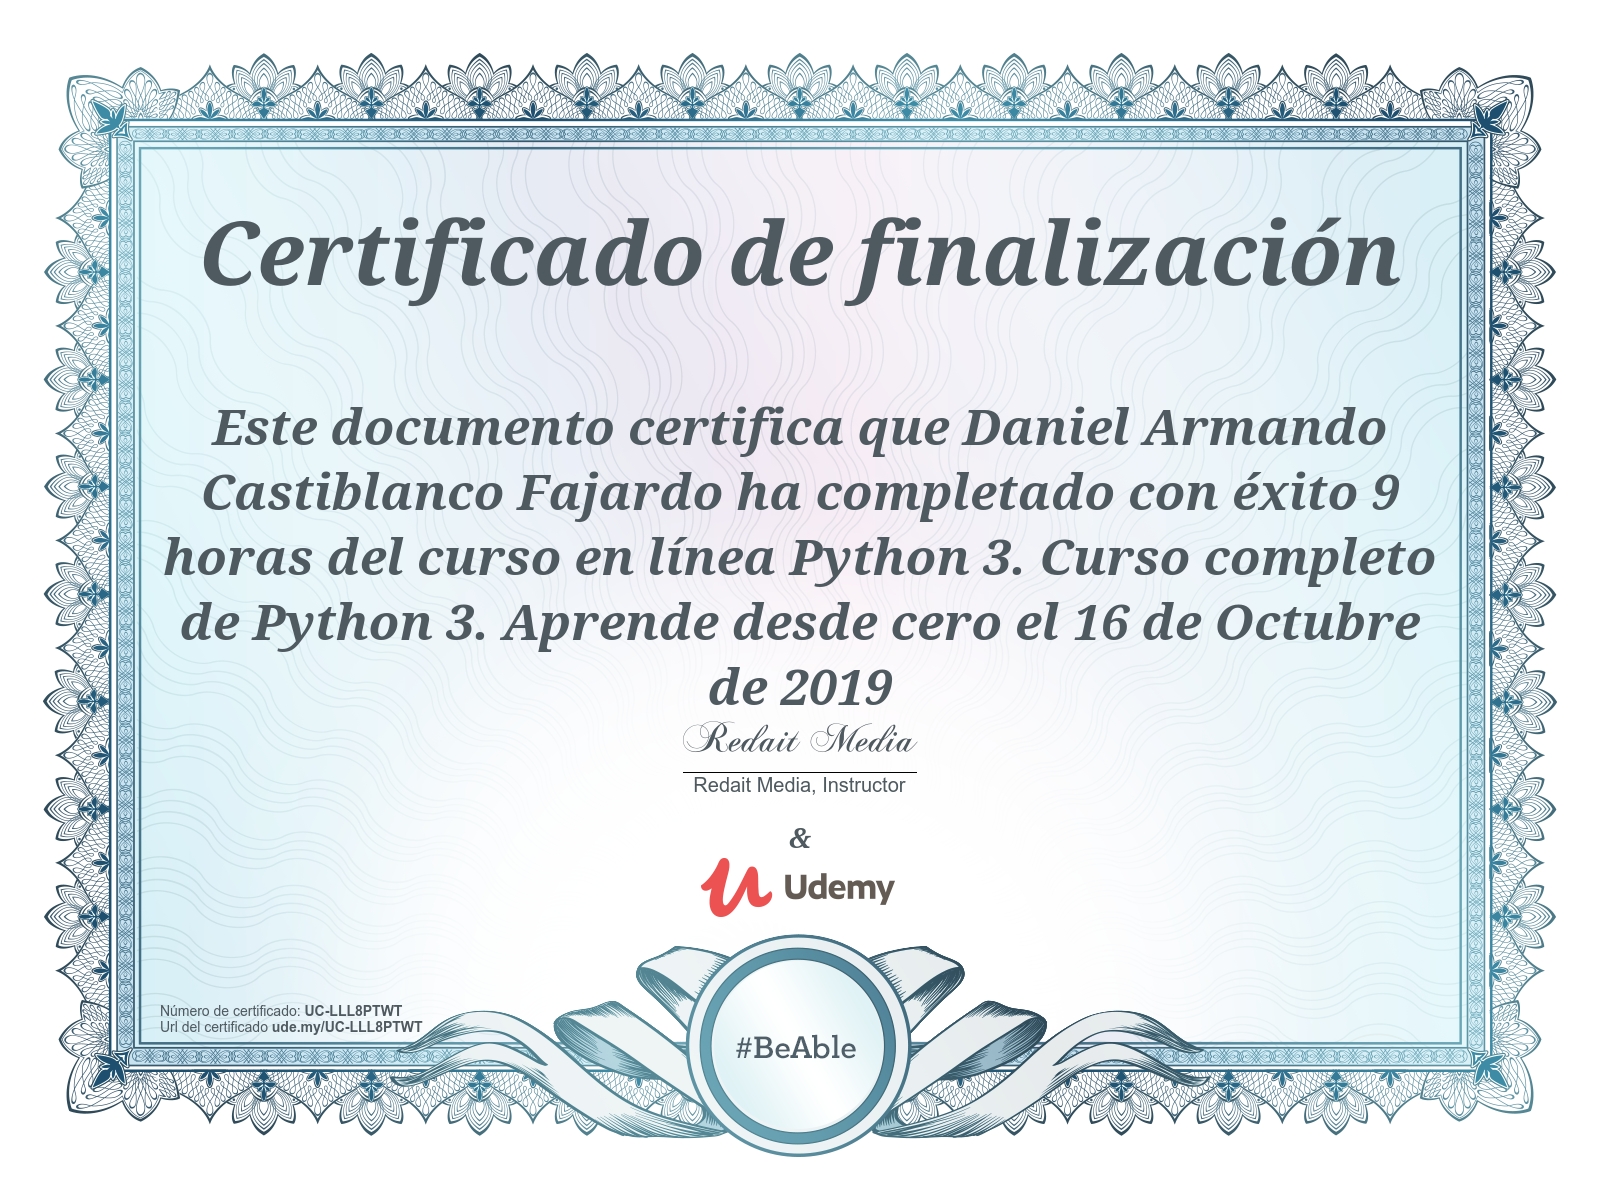 Certificado de finalización
Este documento certifica que Daniel Armando
Castiblanco Fajardo ha completado con éxito 9
horas del curso en línea Python 3. Curso completo
de Python 3. Aprende desde cero el 16 de Octubre
de 2019
Redait Media
Redait Media, Instructor
&
Udemy
Número de certificado: UC-LLL8PTWT
Url del certificado ude.my/UC-LLL8PTWT
#BeAble